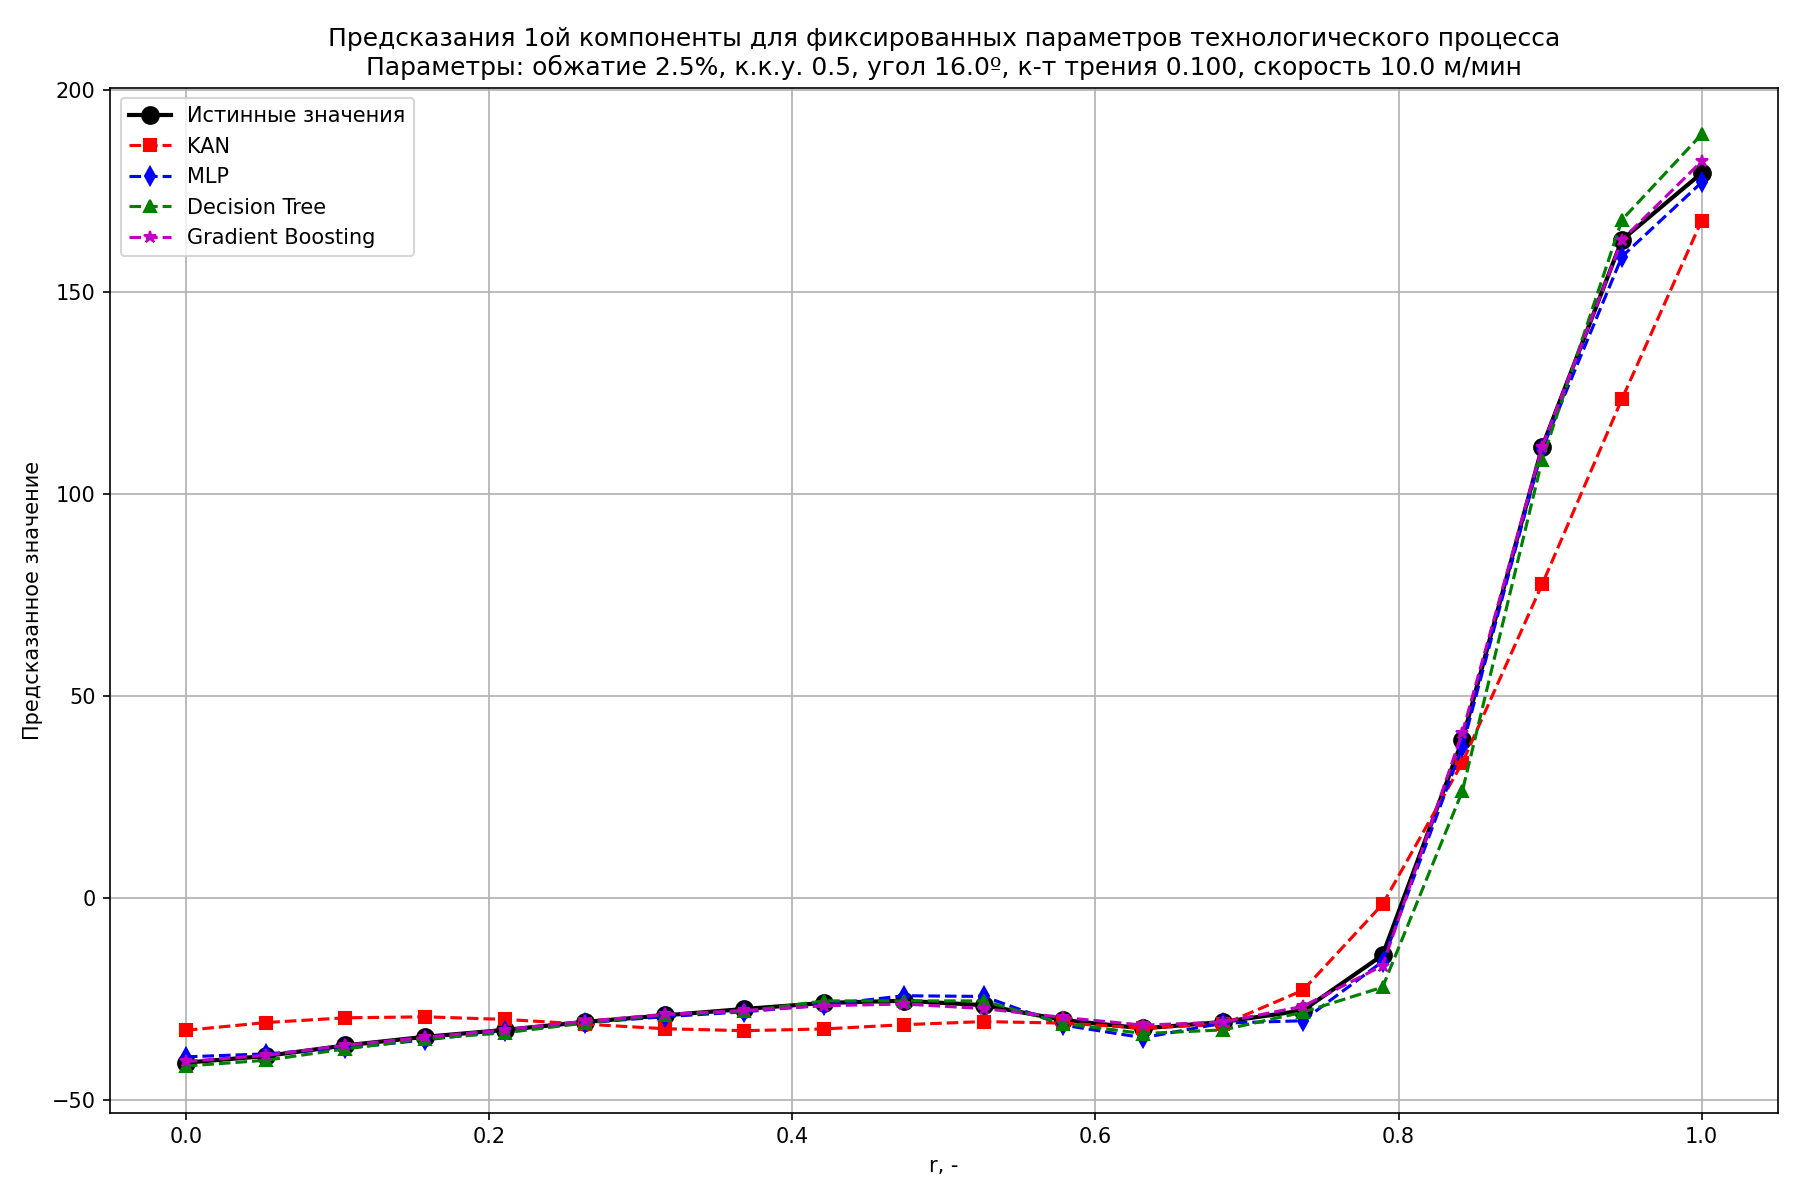 Предсказания 1ой компоненты для фиксированных параметров технологического процесса
Параметры: обжатие 2.5%, к.к.у. 0.5, угол 16.0º, к-т трения 0.100, скорость 10.0 м/мин
Истинные значения
KAN
MLP
Decision Tree
Gradient Boosting
Предсказанное значение
200
150
100
50
0
−50
0.0
0.2
0.4
0.6
0.8
1.0
r, -